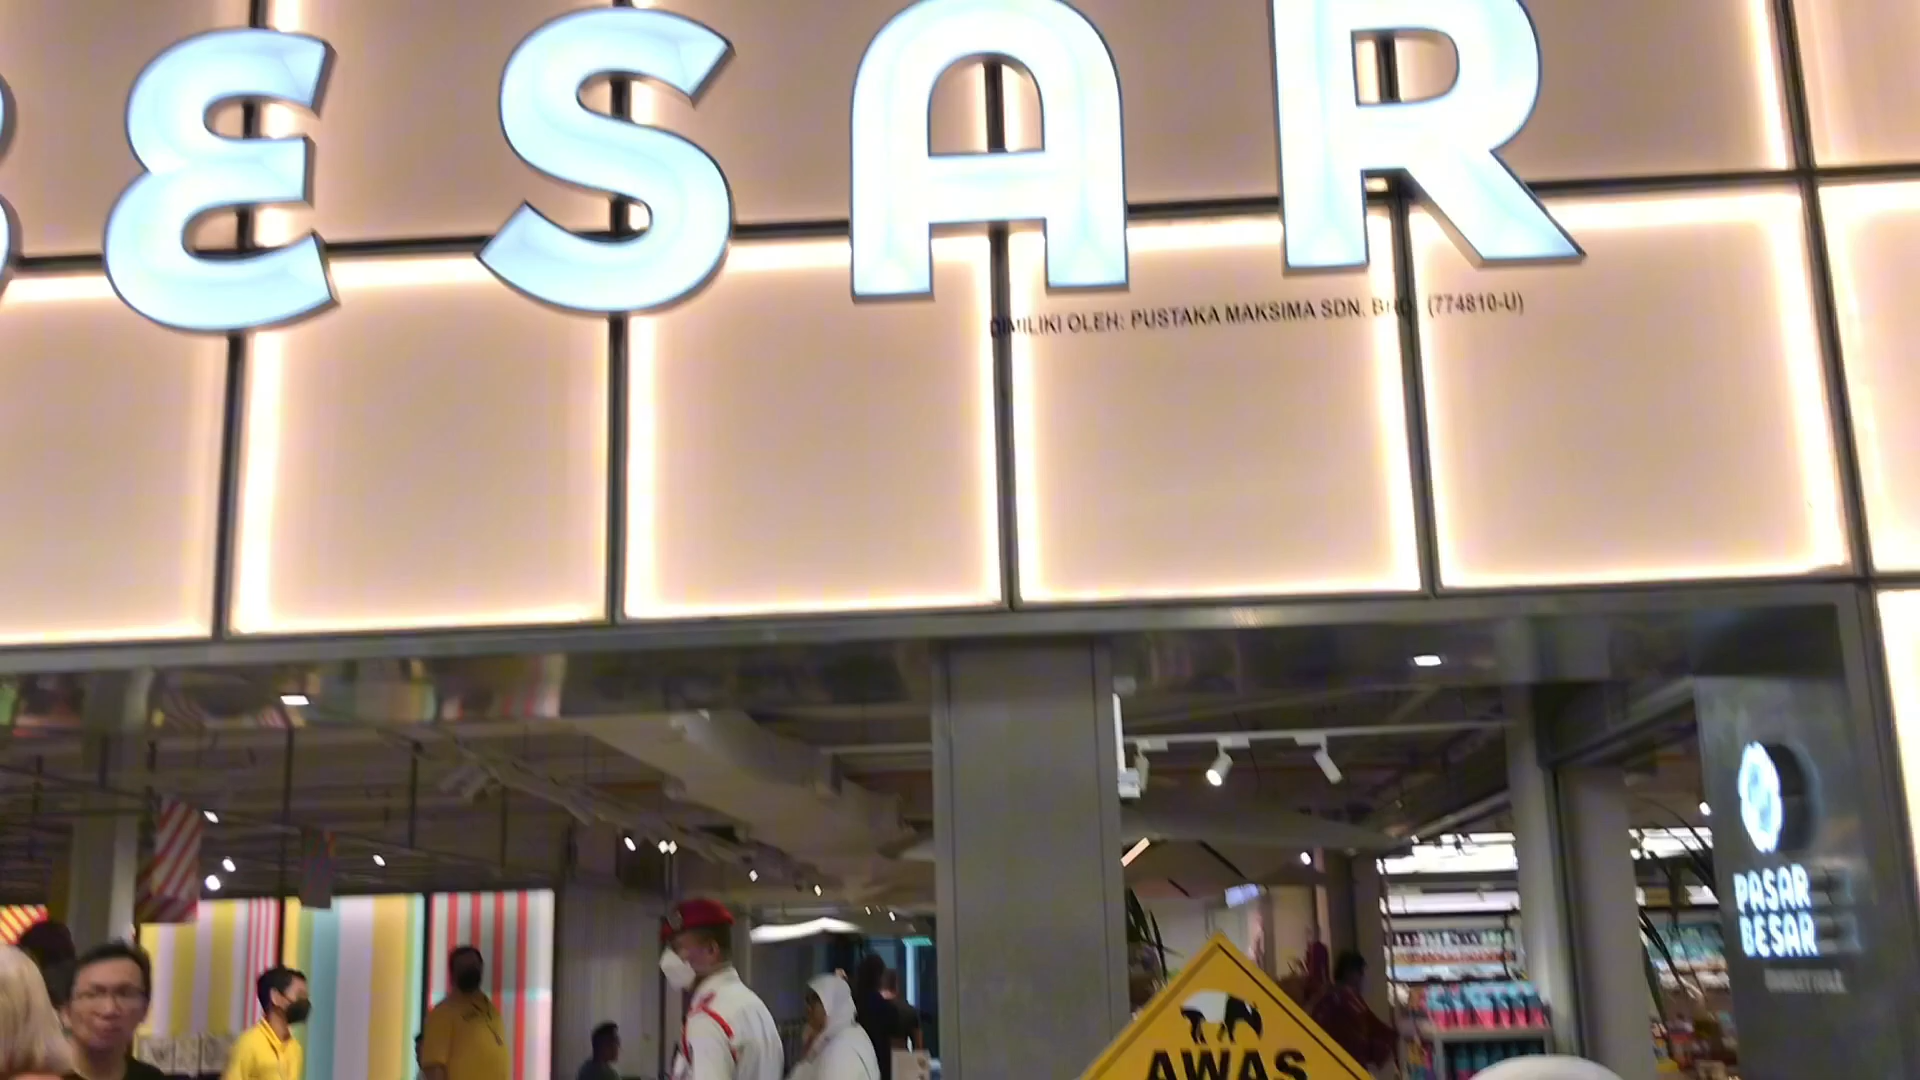 BESAR
DIMILIKI OLEH: PUSTAKA MAKSIMA SDN. BHD. (774810-U)
PASAR
BESAR
AWAS